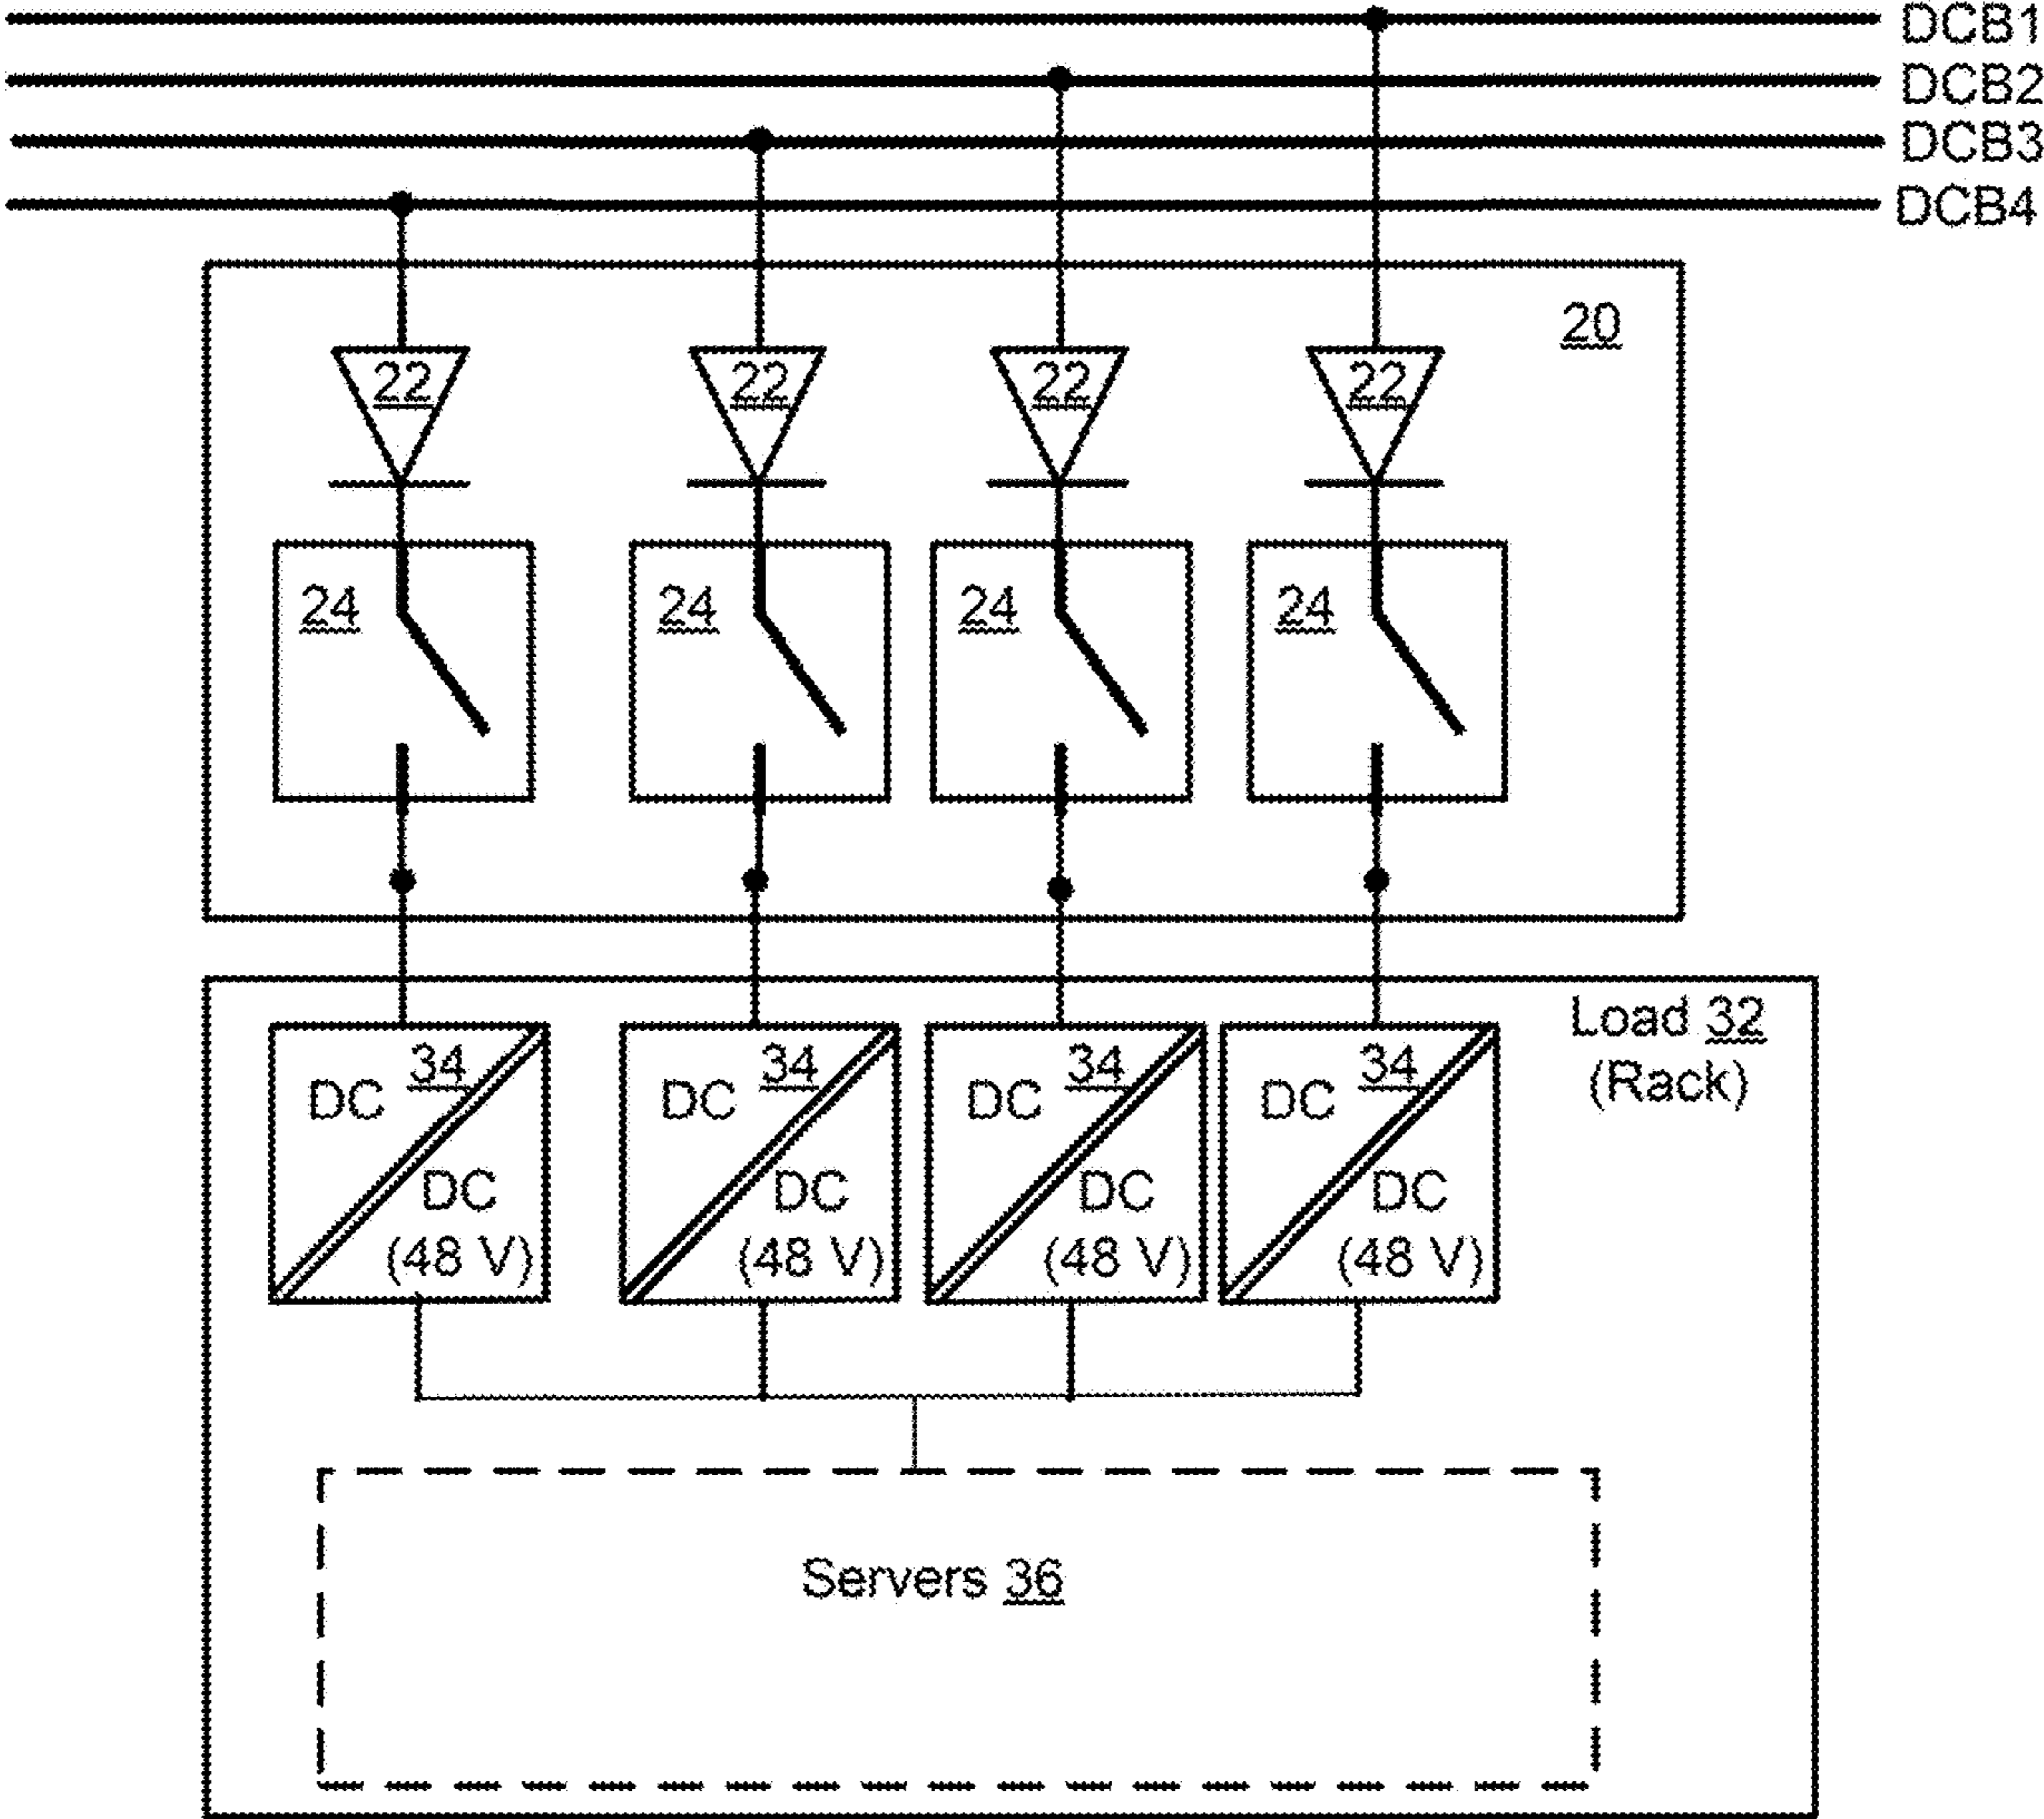 DCB1
DCB2
DCB3
DCB4
20
22 22 22 22
24 24 24 24
Load 32
(Rack)
34 34 34 34
DC DC DC DC
DC DC DC DC
(48 V) (48 V) (48 V) (48 V)
Servers 36